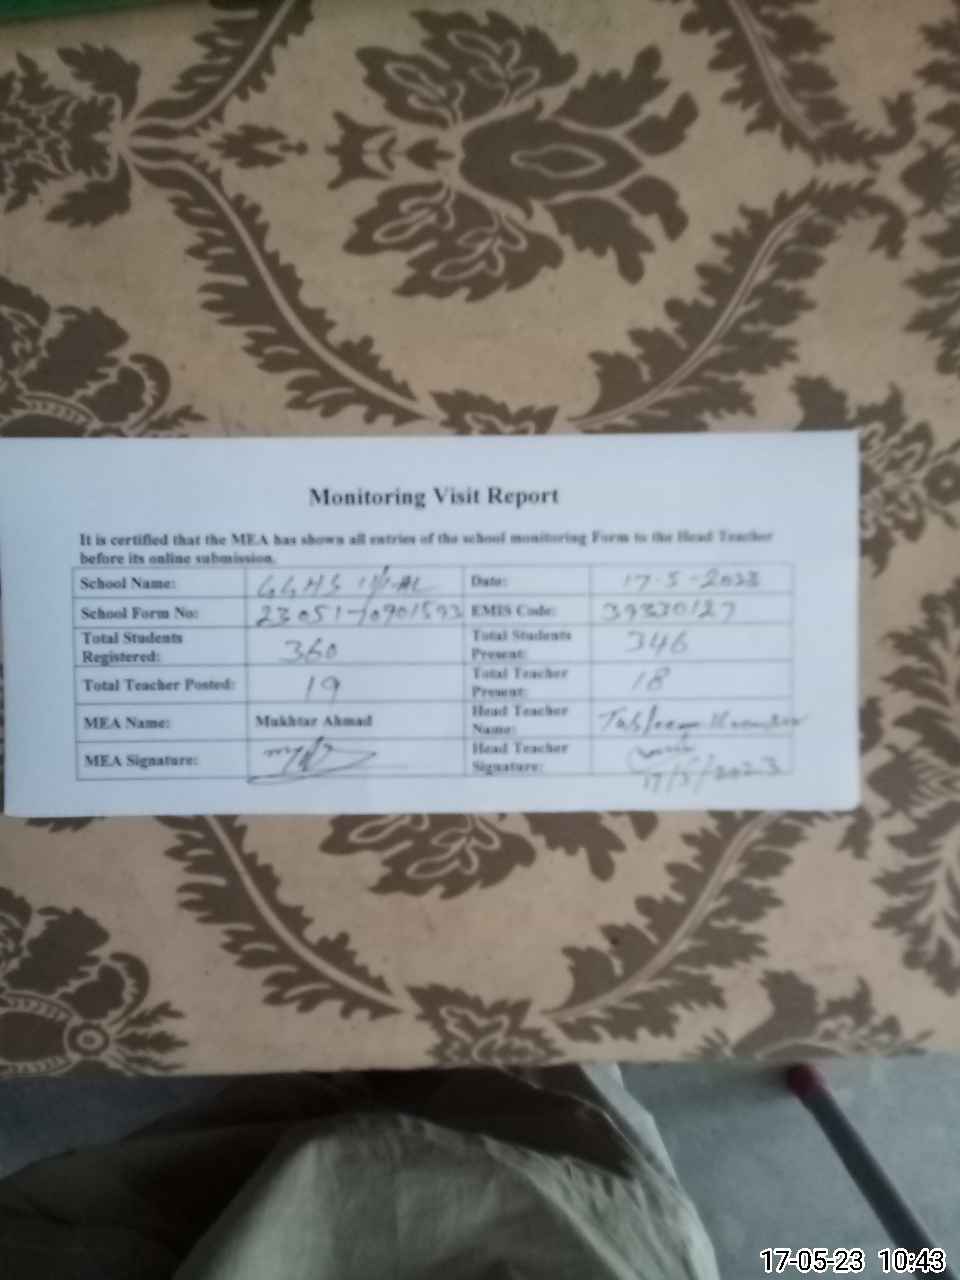 Monitoring Visit Report
It is certified that the MEA has shown all entries of the school monitoring Form to the Head Teacher
before its online submission.
School Name: GGHS Date: 17-5-2023
School Form No: 23051-10901593 EMIS Code: 39330127
Total Students Registered: 360 Total Students Present: 346
Total Teacher Posted: 19 Total Teacher Present: 18
MEA Name: Mukhtar Ahmad Head Teacher Name:
MEA Signature: Head Teacher Signature: 17/5/2023
17-05-23 10:43